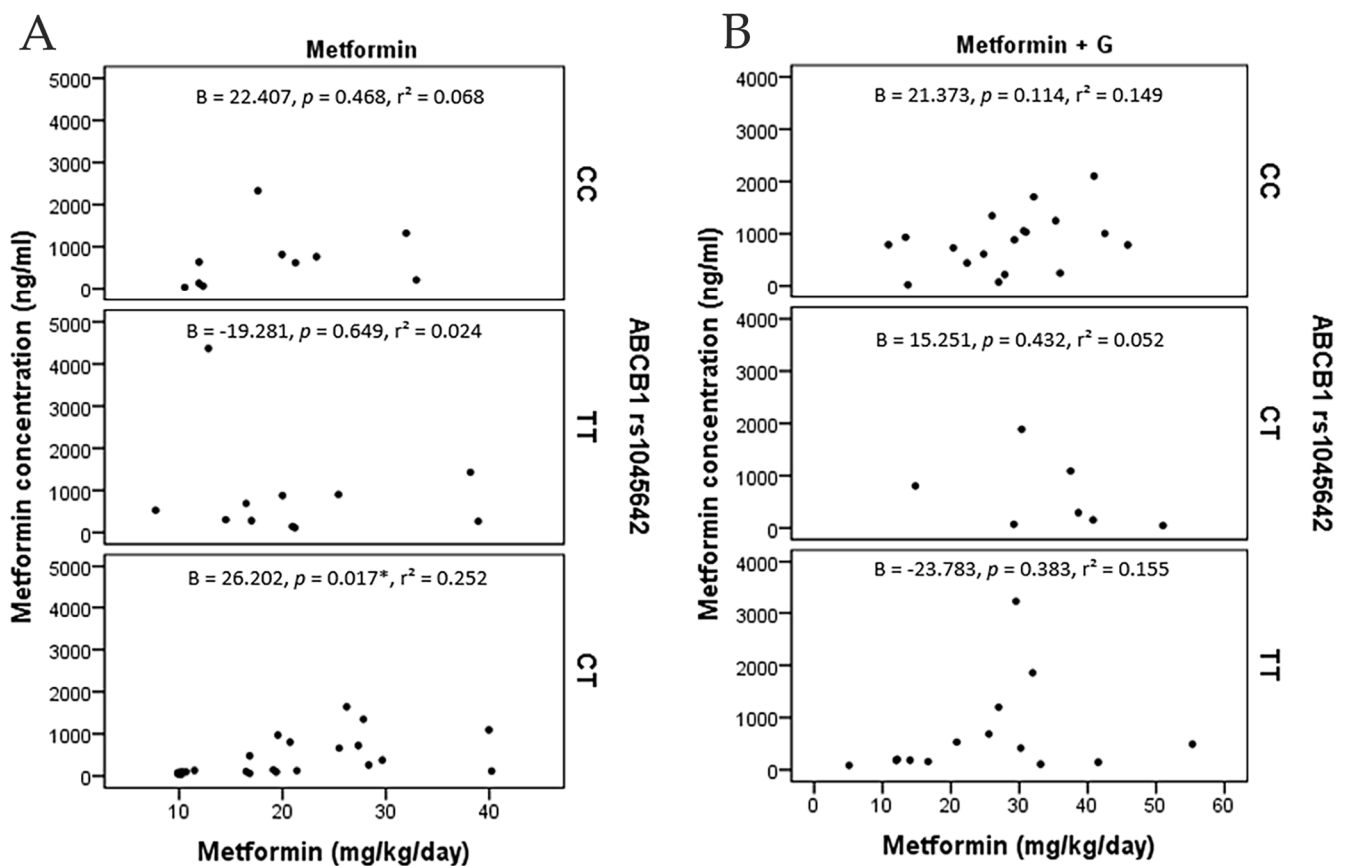 A
Metformin
5000
4000
3000
2000
1000
0
B = 22.407, p = 0.468, r² = 0.068
CC
5000
4000
3000
2000
1000
0
B = -19.281, p = 0.649, r² = 0.024
TT
5000
4000
3000
2000
1000
0
B = 26.202, p = 0.017*, r² = 0.252
CT
10 20 30 40
Metformin (mg/kg/day)
Metformin concentration (ng/ml)
ABCB1 rs1045642
B
Metformin + G
4000
3000
2000
1000
0
B = 21.373, p = 0.114, r² = 0.149
CC
4000
3000
2000
1000
0
B = 15.251, p = 0.432, r² = 0.052
CT
4000
3000
2000
1000
0
B = -23.783, p = 0.383, r² = 0.155
TT
0 10 20 30 40 50 60
Metformin (mg/kg/day)
Metformin concentration (ng/ml)
ABCB1 rs1045642